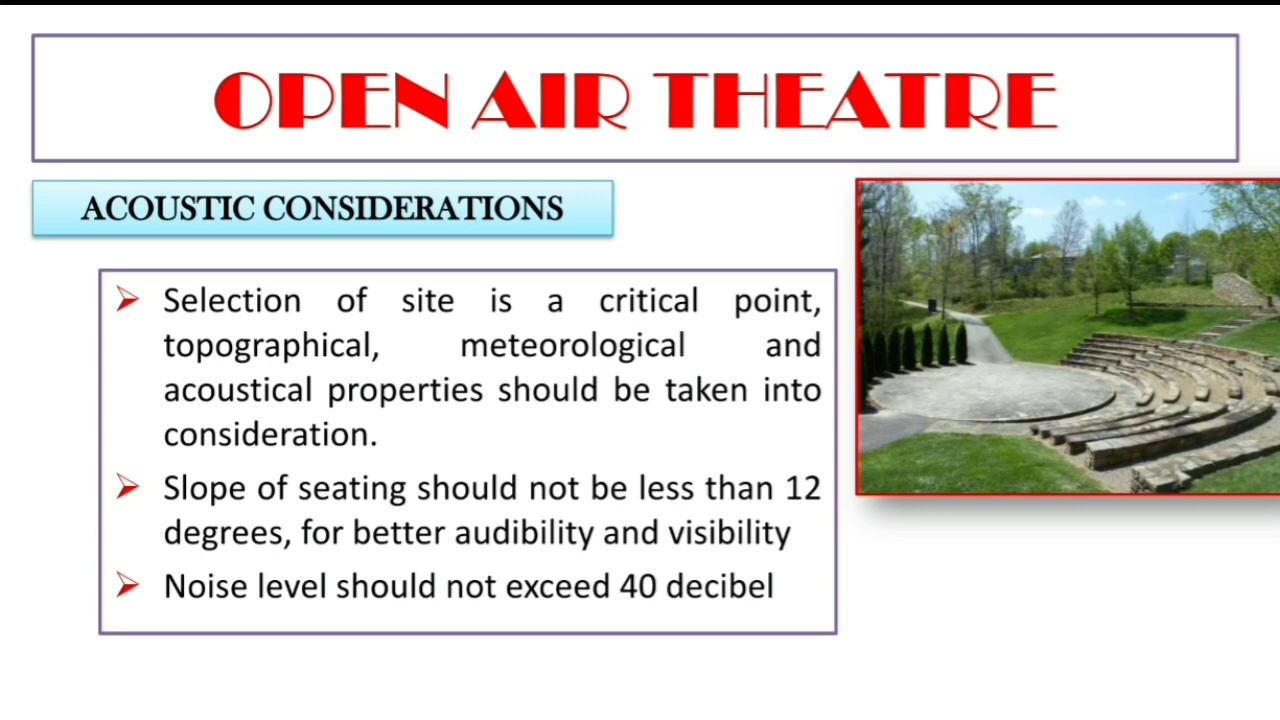 OPEN AIR THEATRE
ACOUSTIC CONSIDERATIONS
➢ Selection of site is a critical point,
topographical, meteorological and
acoustical properties should be taken into
consideration.
➢ Slope of seating should not be less than 12
degrees, for better audibility and visibility
➢ Noise level should not exceed 40 decibel